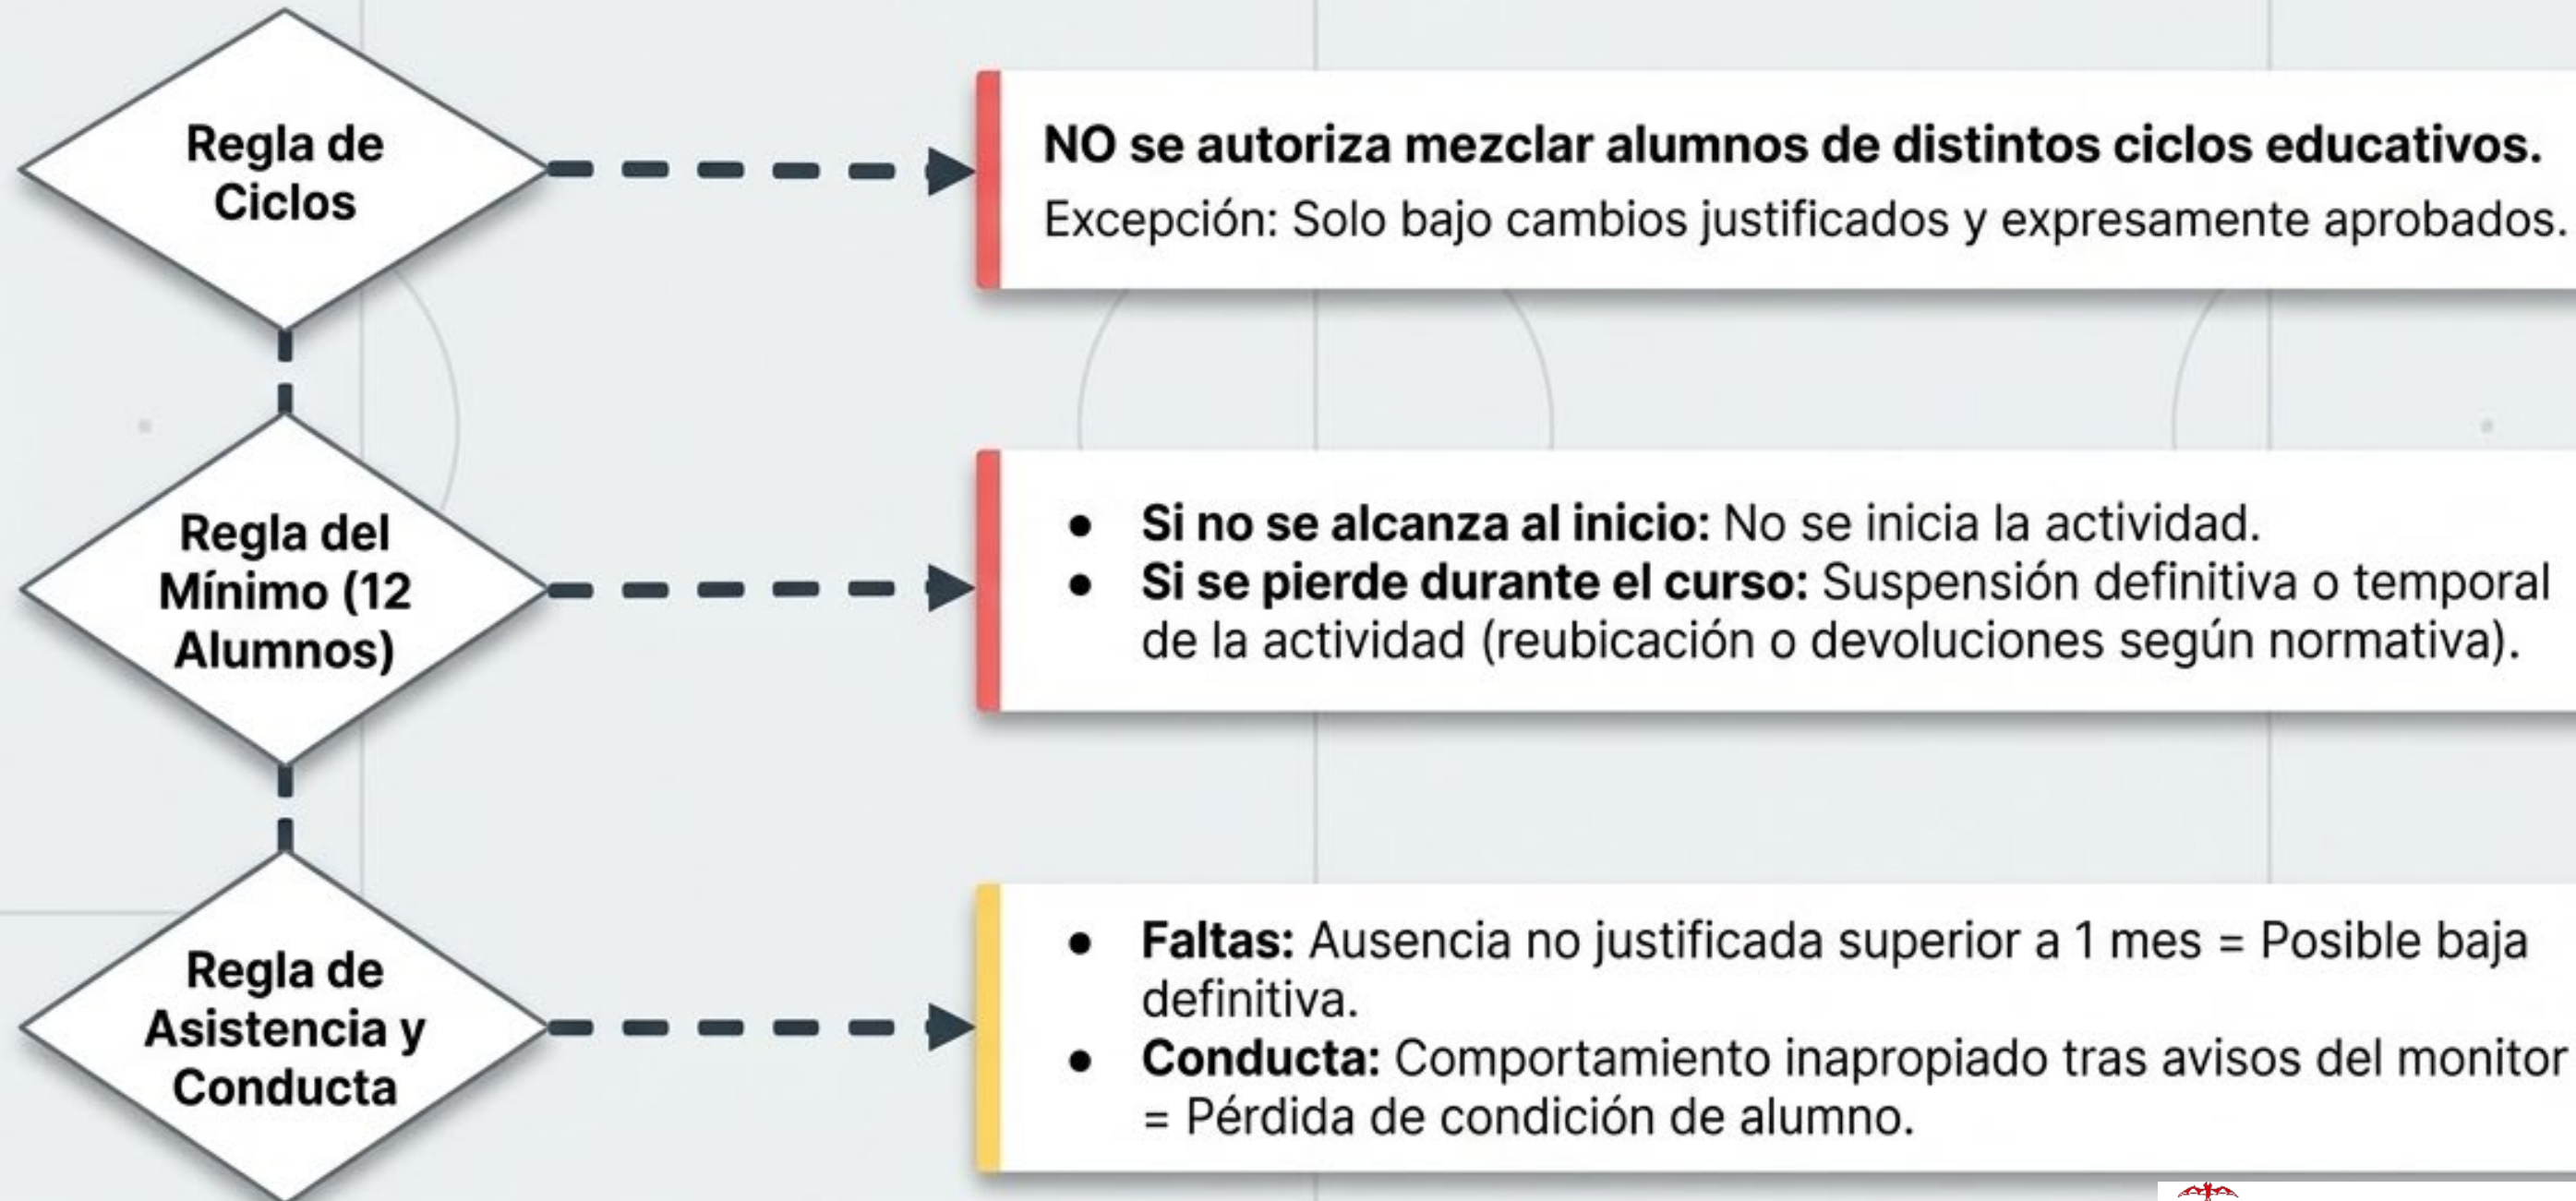 Regla de
Ciclos
NO se autoriza mezclar alumnos de distintos ciclos educativos.
Excepción: Solo bajo cambios justificados y expresamente aprobados.
Regla del
Mínimo (12
Alumnos)
● Si no se alcanza al inicio: No se inicia la actividad.
● Si se pierde durante el curso: Suspensión definitiva o temporal
de la actividad (reubicación o devoluciones según normativa).
Regla de
Asistencia y
Conducta
● Faltas: Ausencia no justificada superior a 1 mes = Posible baja
definitiva.
● Conducta: Comportamiento inapropiado tras avisos del monitor
= Pérdida de condición de alumno.